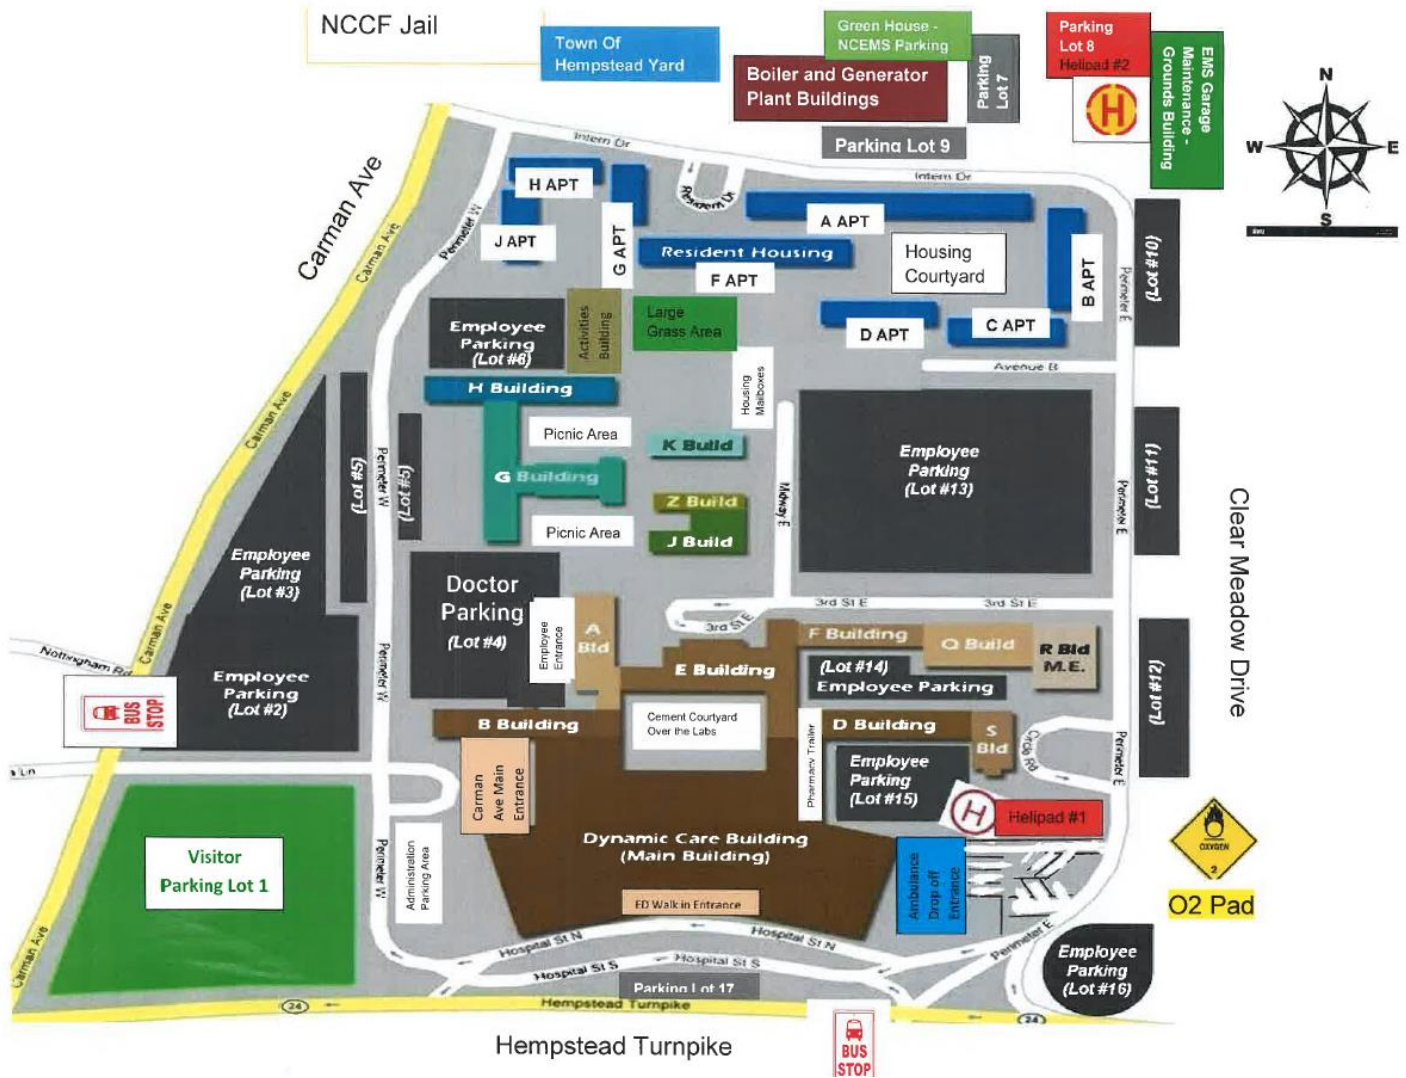 NCCF Jail
Town Of
Hempstead Yard
Green House -
NCEMS Parking
Boiler and Generator
Plant Buildings
Parking
Lot 7
Parking Lot 9
Parking
Lot 8
Helipad #2
H
EMS Garage
Maintenance -
Grounds Building
N
W
E
S
Carman Ave
Carman Ave
Intern Dr
Intern Dr
Resident Dr
Perimeter W
H APT
J APT
G APT
A APT
Resident Housing
F APT
Housing
Courtyard
B APT
C APT
D APT
Perimeter E
(Lot #10)
Employee
Parking
(Lot #6)
Activities
Building
Large
Grass Area
Housing
Mailboxes
Avenue B
H Building
Picnic Area
K Build
G Building
Z Build
J Build
Picnic Area
Carman Ave
(Lot #5)
Perimeter W
(Lot #5)
Midway E
Employee
Parking
(Lot #13)
Perimeter E
(Lot #11)
Clear Meadow Drive
Employee
Parking
(Lot #3)
Doctor
Parking
(Lot #4)
Employee
Entrance
A
Bld
3rd St E
3rd St E
3rd St E
F Building
Q Build
R Bld
M.E.
E Building
(Lot #14)
Employee Parking
(Lot #12)
Carman Ave
Nottingham Rd
BUS
STOP
Employee
Parking
(Lot #2)
Perimeter W
B Building
Cement Courtyard
Over the Labs
Pharmacy Trailer
D Building
S
Bld
Circle Rd
Perimeter E
Carman
Ave Main
Entrance
Employee
Parking
(Lot #15)
H
Helipad #1
Dynamic Care Building
(Main Building)
Visitor
Parking Lot 1
Perimeter W
Administration
Parking Area
ED Walk in Entrance
Ambulance
Drop off
Entrance
OXYGEN
2
O2 Pad
Carman Ave
Hospital St N
Hospital St N
Hospital St S
Hospital St S
Perimeter E
Employee
Parking
(Lot #16)
Parking Lot 17
24
Hempstead Turnpike
24
Hempstead Turnpike
BUS
STOP